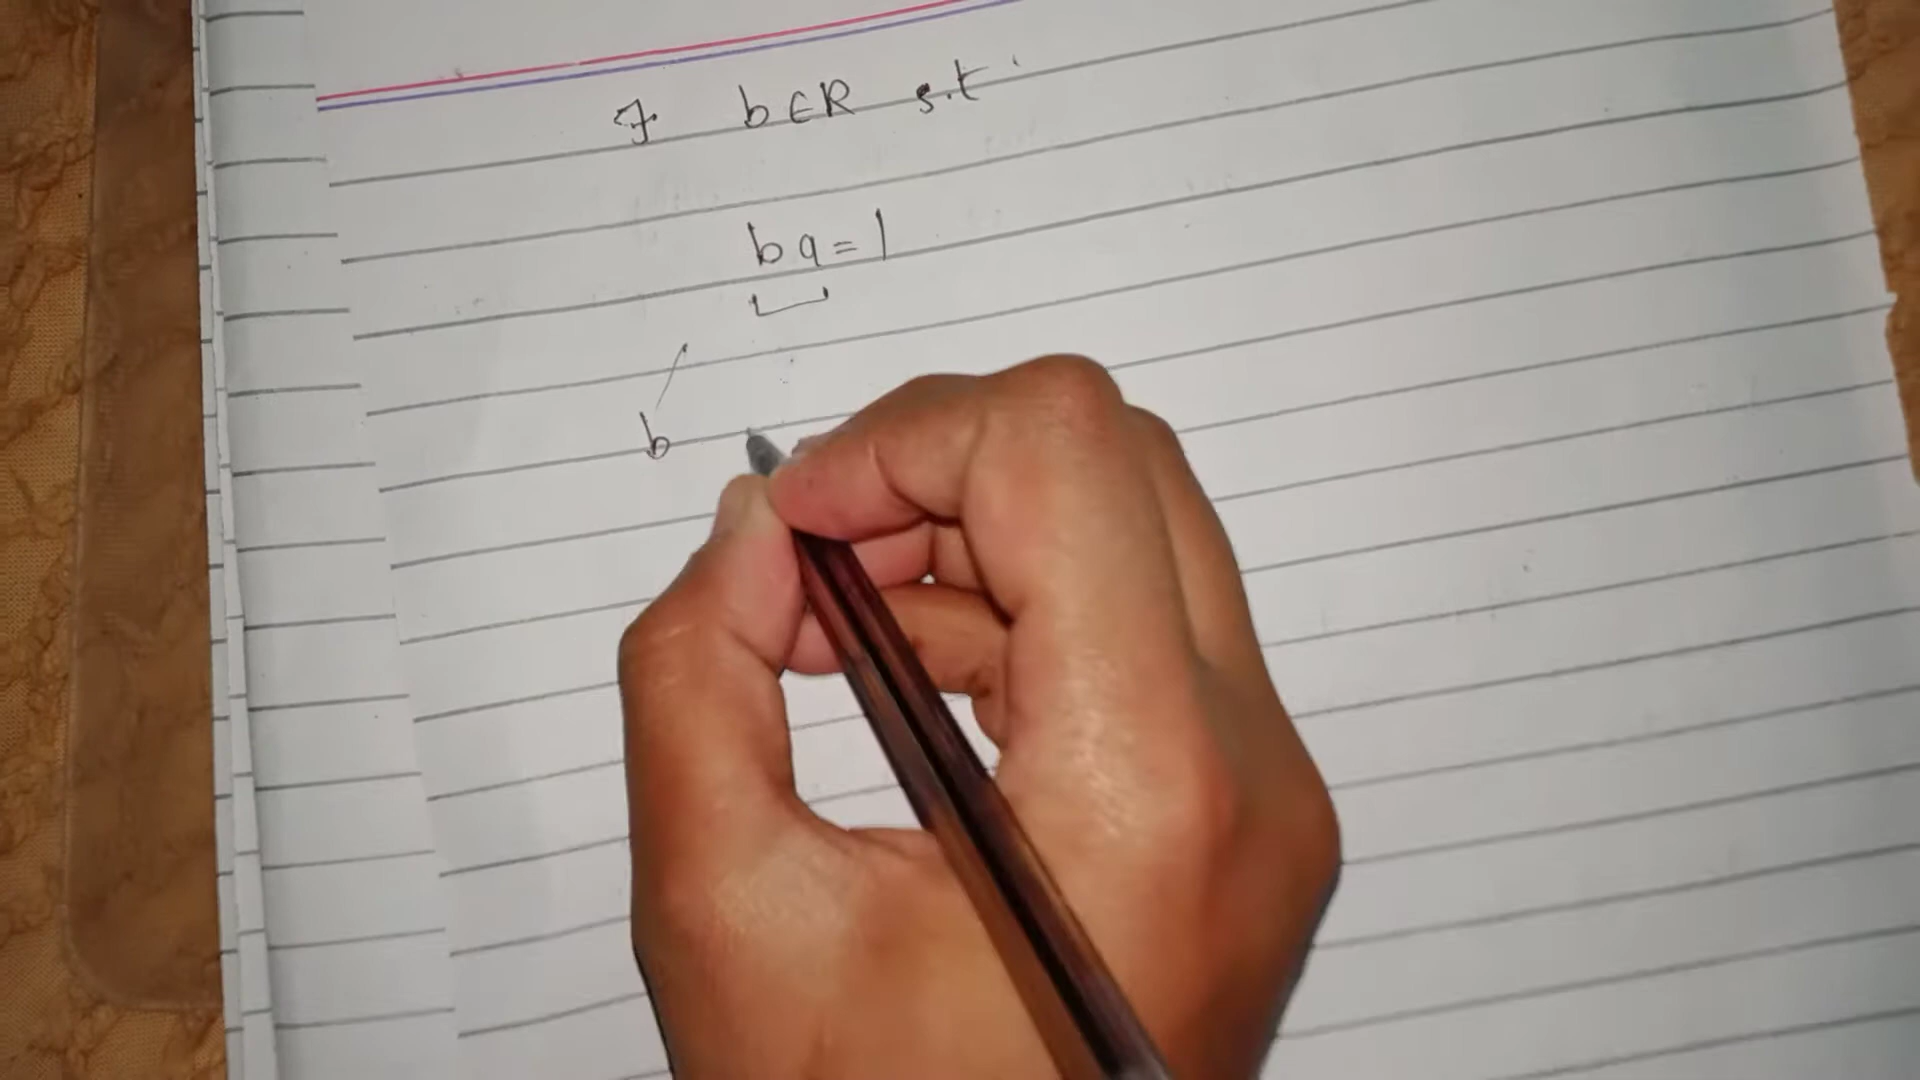 ∃ b ∈ R s.t.
ba = 1
b